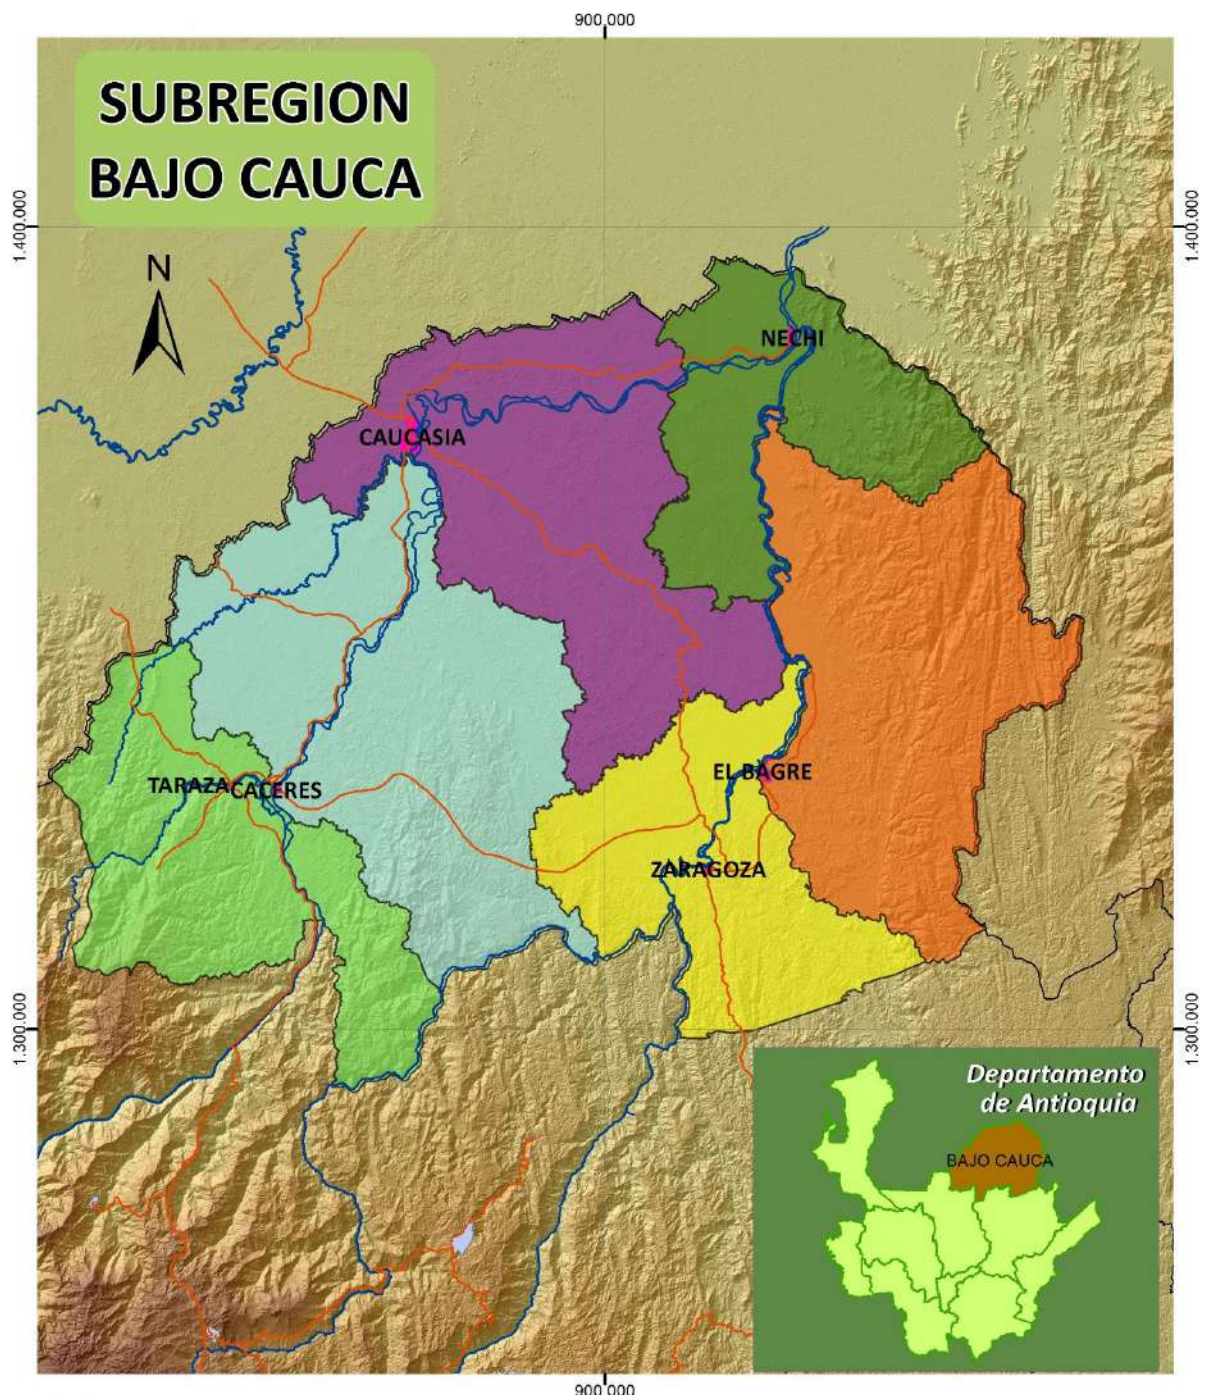 900.000
SUBREGION
BAJO CAUCA
1.400.000
1.400.000
N
NECHI
CAUCASIA
TARAZA
CACERES
EL BAGRE
ZARAGOZA
1.300.000
1.300.000
Departamento
de Antioquia
BAJO CAUCA
900.000